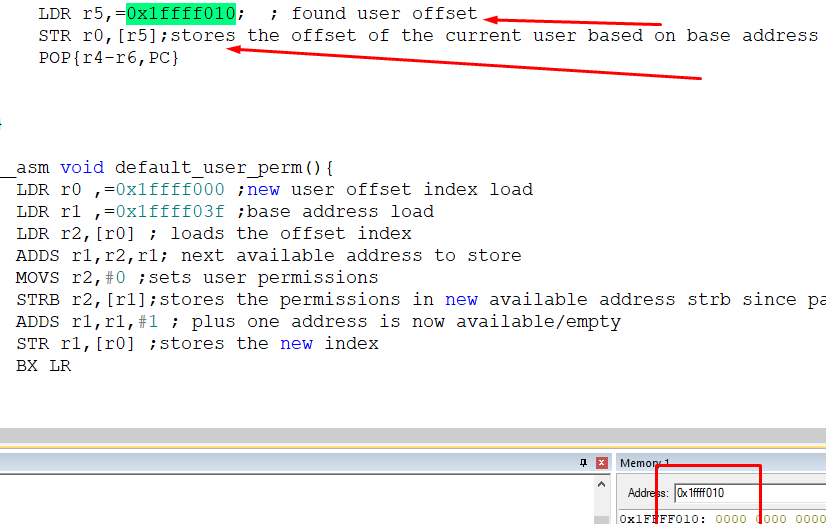 LDR r5,=0x1ffff010; ; found user offset
STR r0,[r5];stores the offset of the current user based on base address
POP{r4-r6,PC}
}
__asm void default_user_perm(){
LDR r0 ,=0x1ffff000 ;new user offset index load
LDR r1 ,=0x1ffff03f ;base address load
LDR r2,[r0] ; loads the offset index
ADDS r1,r2,r1; next available address to store
MOVS r2,#0 ;sets user permissions
STRB r2,[r1];stores the permissions in new available address strb since pa
ADDS r1,r1,#1 ; plus one address is now available/empty
STR r1,[r0] ;stores the new index
BX LR
Memory 1
Address: 0x1ffff010
0x1FFFF010: 0000 0000 0000